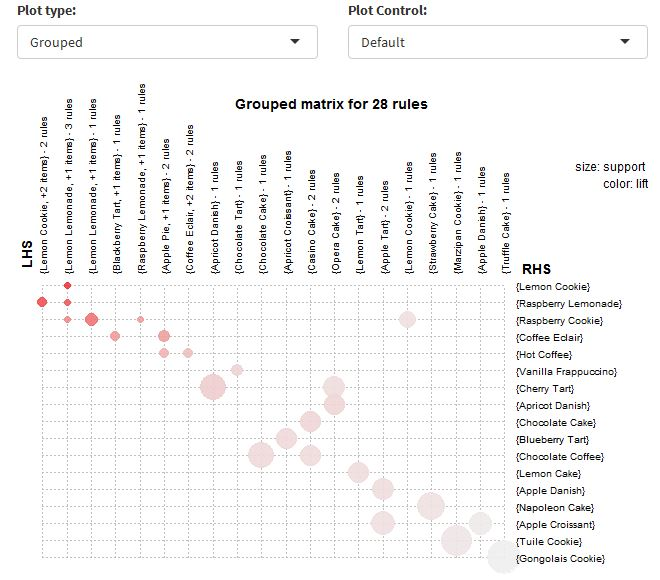 Plot type:
Plot Control:
Grouped
Default
Grouped matrix for 28 rules
size: support
color: lift
LHS
{Lemon Cookie, +2 items} - 2 rules
{Lemon Lemonade, +1 items} - 3 rules
{Lemon Lemonade, +1 items} - 1 rules
{Blackberry Tart, +1 items} - 1 rules
{Raspberry Lemonade, +1 items} - 1 rules
{Apple Pie, +1 items} - 2 rules
{Coffee Eclair, +2 items} - 2 rules
{Apricot Danish} - 1 rules
{Chocolate Tart} - 1 rules
{Chocolate Cake} - 1 rules
{Apricot Croissant} - 1 rules
{Casino Cake} - 2 rules
{Opera Cake} - 2 rules
{Lemon Tart} - 1 rules
{Apple Tart} - 2 rules
{Lemon Cookie} - 1 rules
{Strawberry Cake} - 1 rules
{Marzipan Cookie} - 1 rules
{Apple Danish} - 1 rules
{Truffle Cake} - 1 rules
RHS
{Lemon Cookie}
{Raspberry Lemonade}
{Raspberry Cookie}
{Coffee Eclair}
{Hot Coffee}
{Vanilla Frappuccino}
{Cherry Tart}
{Apricot Danish}
{Chocolate Cake}
{Blueberry Tart}
{Chocolate Coffee}
{Lemon Cake}
{Apple Danish}
{Napoleon Cake}
{Apple Croissant}
{Tuile Cookie}
{Gongolais Cookie}